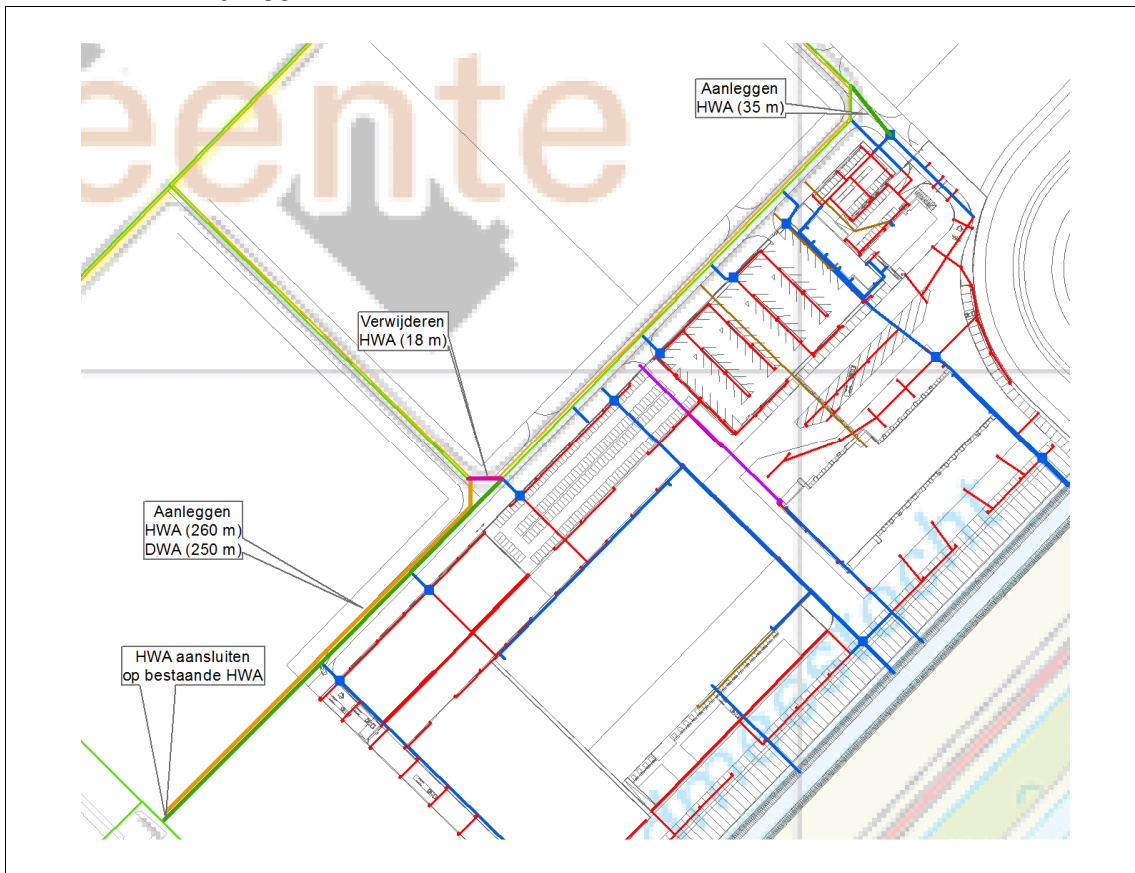 eente
Aanleggen
HWA (35 m)
Verwijderen
HWA (18 m)
Aanleggen
HWA (260 m)
DWA (250 m)
HWA aansluiten
op bestaande HWA